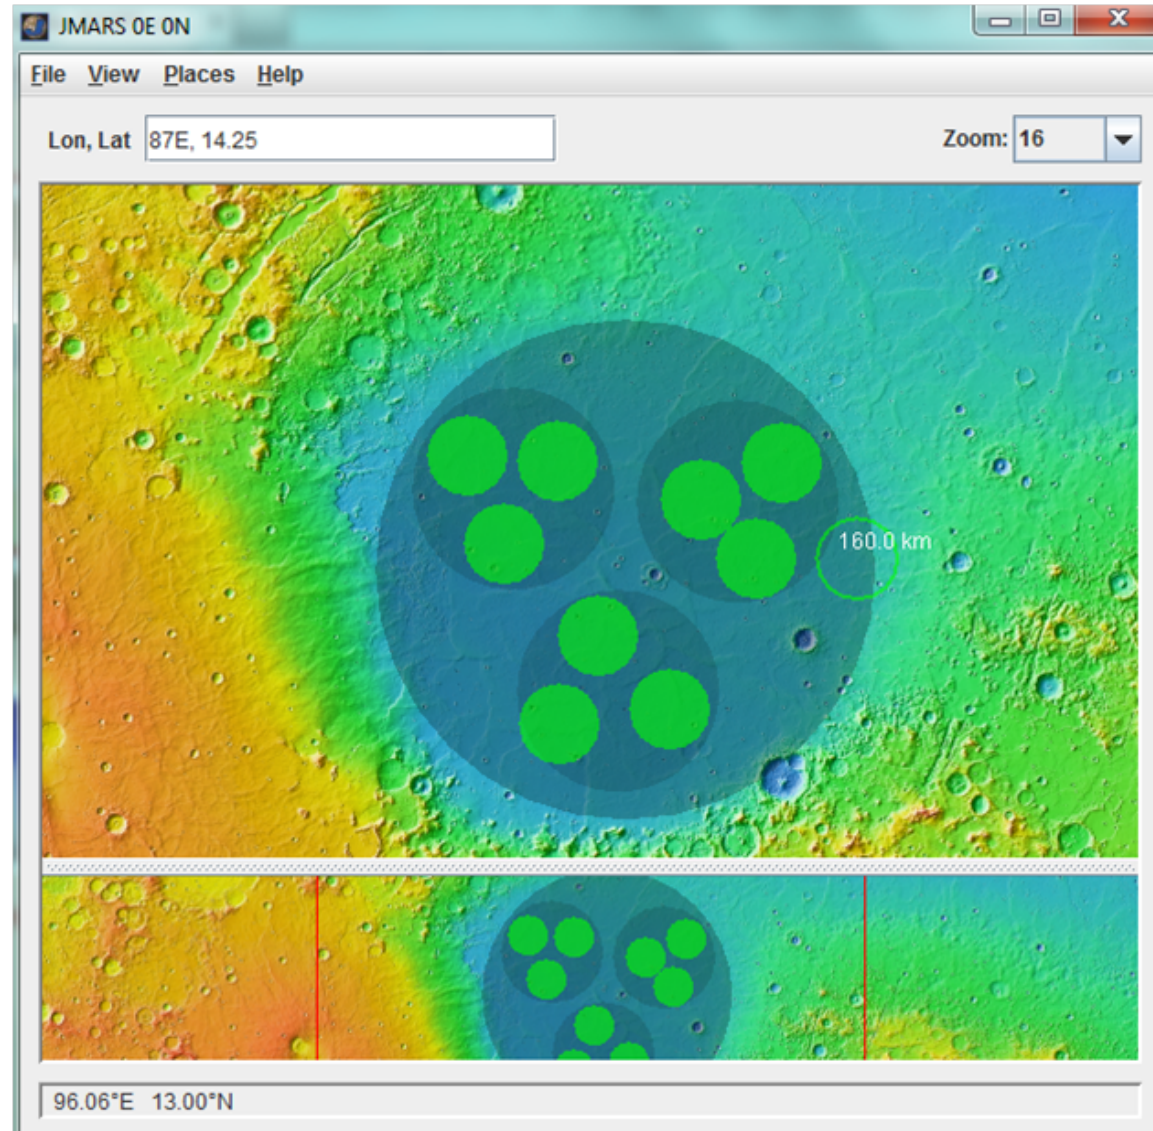 JMARS 0E 0N
File View Places Help
Lon, Lat 87E, 14.25 Zoom: 16
160.0 km
96.06°E 13.00°N